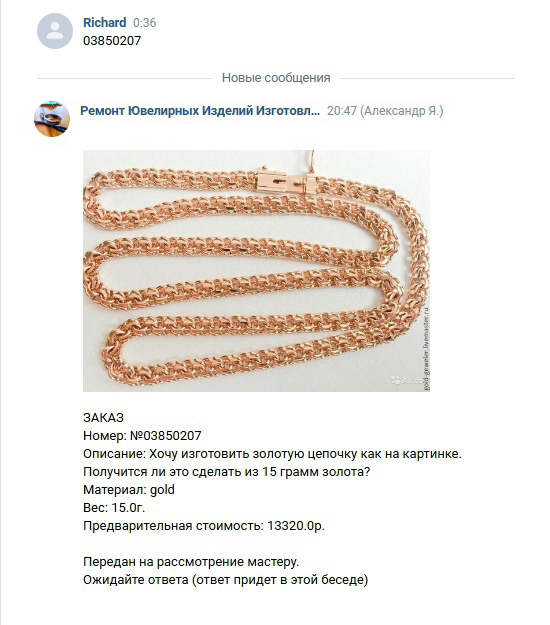 Richard 0:36
03850207
Новые сообщения
Ремонт Ювелирных Изделий Изготовл... 20:47 (Александр Я.)
gold-jeweler.livemaster.ru
ЗАКАЗ
Номер: №03850207
Описание: Хочу изготовить золотую цепочку как на картинке.
Получится ли это сделать из 15 грамм золота?
Материал: gold
Вес: 15.0г.
Предварительная стоимость: 13320.0р.
Передан на рассмотрение мастеру.
Ожидайте ответа (ответ придет в этой беседе)